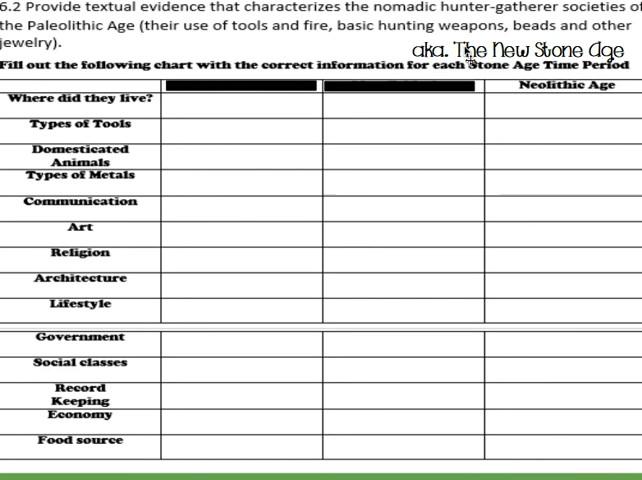 6.2 Provide textual evidence that characterizes the nomadic hunter-gatherer societies of
the Paleolithic Age (their use of tools and fire, basic hunting weapons, beads and other
jewelry).
aka. The New Stone Age
Fill out the following chart with the correct information for each Stone Age Time Period
Neolithic Age
Where did they live?
Types of Tools
Domesticated
Animals
Types of Metals
Communication
Art
Religion
Architecture
Lifestyle
Government
Social classes
Record
Keeping
Economy
Food source